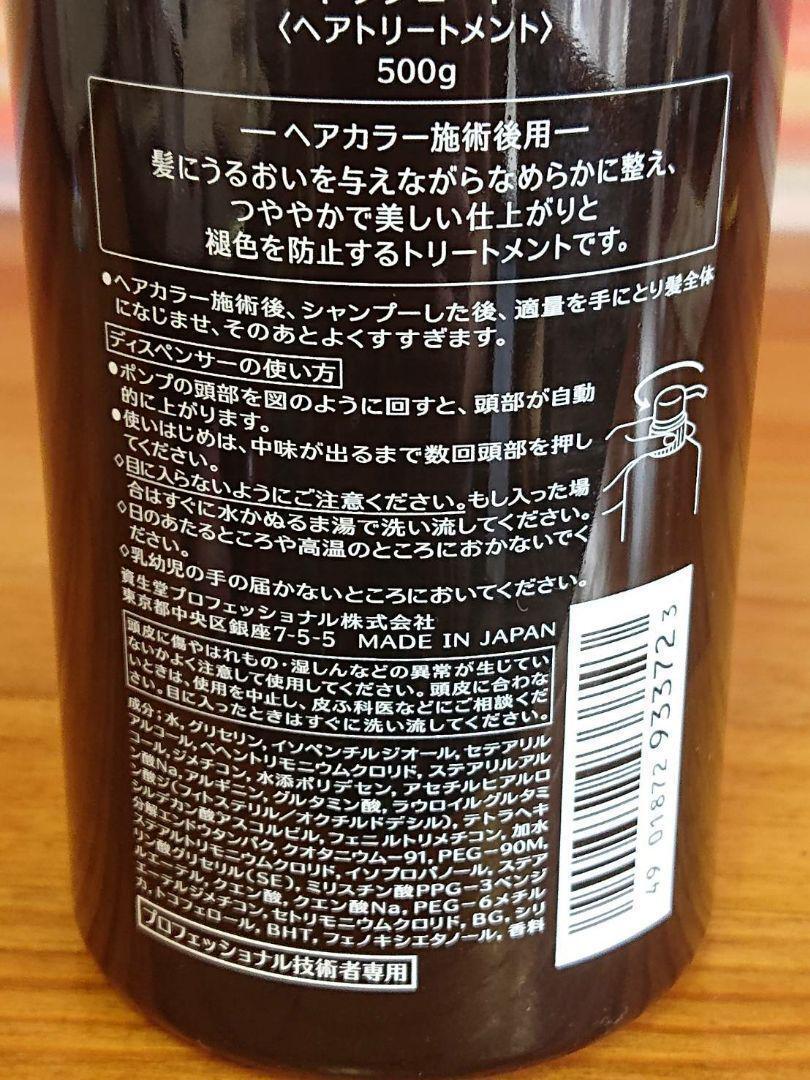 〈ヘアトリートメント〉
500g
ーヘアカラー施術後用ー
髪にうるおいを与えながらなめらかに整え、
つややかで美しい仕上がりと
褪色を防止するトリートメントです。
●ヘアカラー施術後、シャンプーした後、適量を手にとり髪全体
になじませ、そのあとよくすすぎます。
ディスペンサーの使い方
●ポンプの頭部を図のように回すと、頭部が自動
的に上がります。
●使いはじめは、中味が出るまで数回頭部を押し
てください。
◇目に入らないようにご注意ください。もし入った場
合はすぐに水かぬるま湯で洗い流してください。
◇日のあたるところや高温のところにおかないでく
ださい。
◇乳幼児の手の届かないところにおいてください。
資生堂プロフェッショナル株式会社
東京都中央区銀座7-5-5 MADE IN JAPAN
頭皮に傷やはれもの・湿しんなどの異常が生じてい
ないかよく注意して使用してください。頭皮に合わな
いときは、使用を中止し、皮ふ科医などにご相談くだ
さい。目に入ったときはすぐに洗い流してください。
成分；水, グリセリン, イソペンチルジオール, セテアリル
アルコール, ベヘントリモニウムクロリド, ステアリルアル
コール, ジメチコン, 水添ポリデセン, アセチルヒアルロ
ン酸Na, アルギニン, グルタミン酸, ラウロイルグルタミ
ン酸ジ(フイトステリル／オクチルドデシル), テトラヘキ
シルデカン酸アスコルビル, フェニルトリメチコン, 加水
分解エンドウタンパク, クオタニウム-91, PEG-90M,
ステアルトリモニウムクロリド, イソプロパノール, ステア
リン酸グリセリル(SE), ミリスチン酸PPG-3ベンジ
ルエーテル, クエン酸, クエン酸Na, PEG-6メチル
エーテルジメチコン, セトリモニウムクロリド, BG, シリ
カ, トコフェロール, BHT, フェノキシエタノール, 香料
プロフェッショナル技術者専用
49 01872 933723